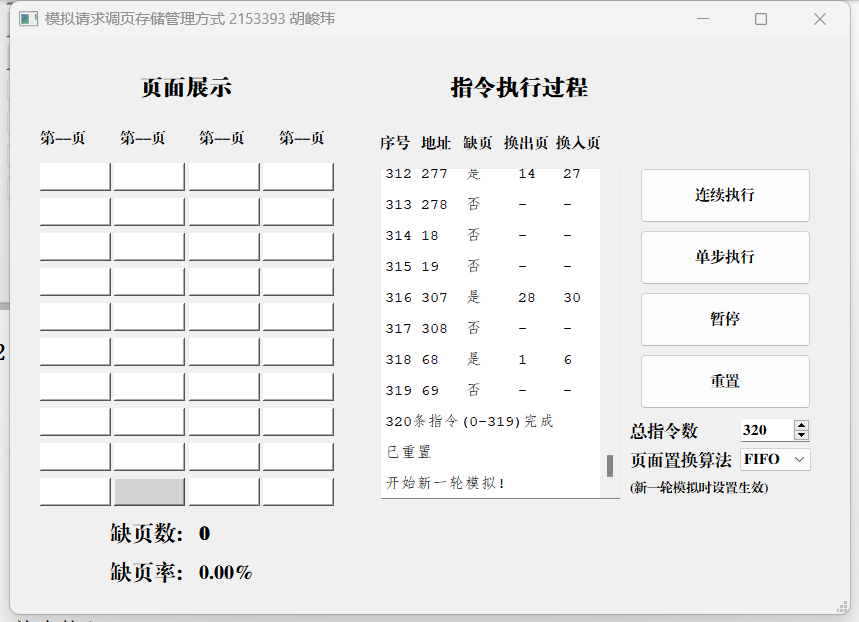 模拟请求调页存储管理方式 2153393 胡峻玮
页面展示
指令执行过程
第--页 第--页 第--页 第--页
序号 地址 缺页 换出页 换入页
312 277 是 14 27
313 278 否 - -
314 18 否 - -
315 19 否 - -
316 307 是 28 30
317 308 否 - -
318 68 是 1 6
319 69 否 - -
320条指令(0-319)完成
已重置
开始新一轮模拟!
连续执行
单步执行
暂停
重置
总指令数 320
页面置换算法 FIFO
(新一轮模拟时设置生效)
缺页数: 0
缺页率: 0.00%